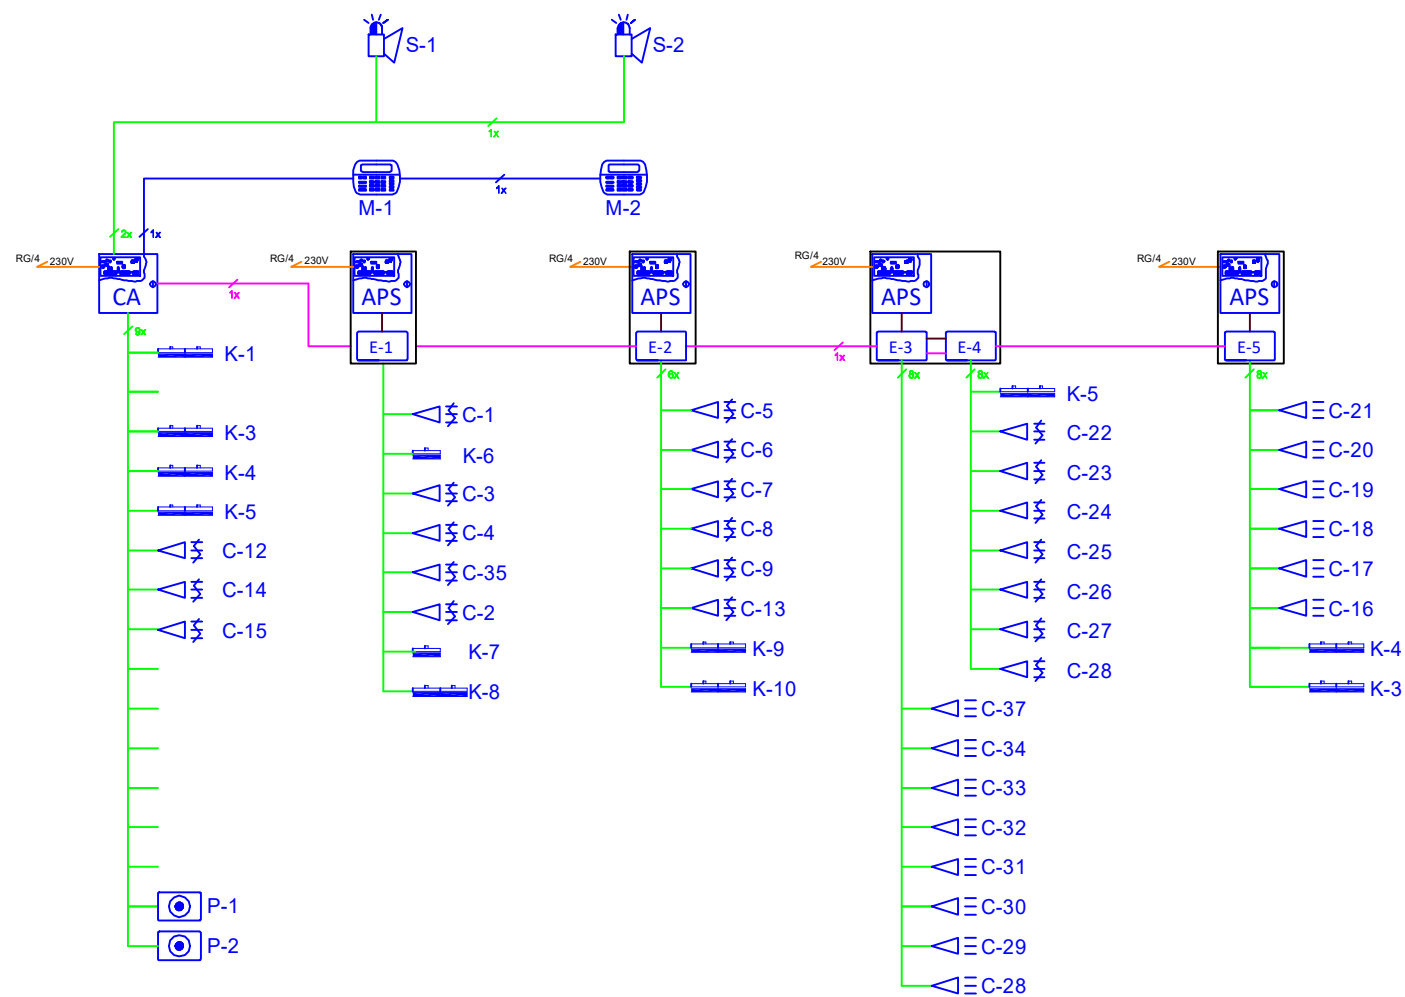 S-1
S-2
1x
M-1
1x
M-2
2x
1x
RG/4 230V
CA
1x
9x
RG/4 230V
APS
E-1
RG/4 230V
APS
E-2
6x
1x
RG/4 230V
APS
E-3
E-4
8x
8x
RG/4 230V
APS
E-5
8x
K-1
K-3
K-4
K-5
C-12
C-14
C-15
P-1
P-2
C-1
K-6
C-3
C-4
C-35
C-2
K-7
K-8
C-5
C-6
C-7
C-8
C-9
C-13
K-9
K-10
C-37
C-34
C-33
C-32
C-31
C-30
C-29
C-28
K-5
C-22
C-23
C-24
C-25
C-26
C-27
C-28
C-21
C-20
C-19
C-18
C-17
C-16
K-4
K-3